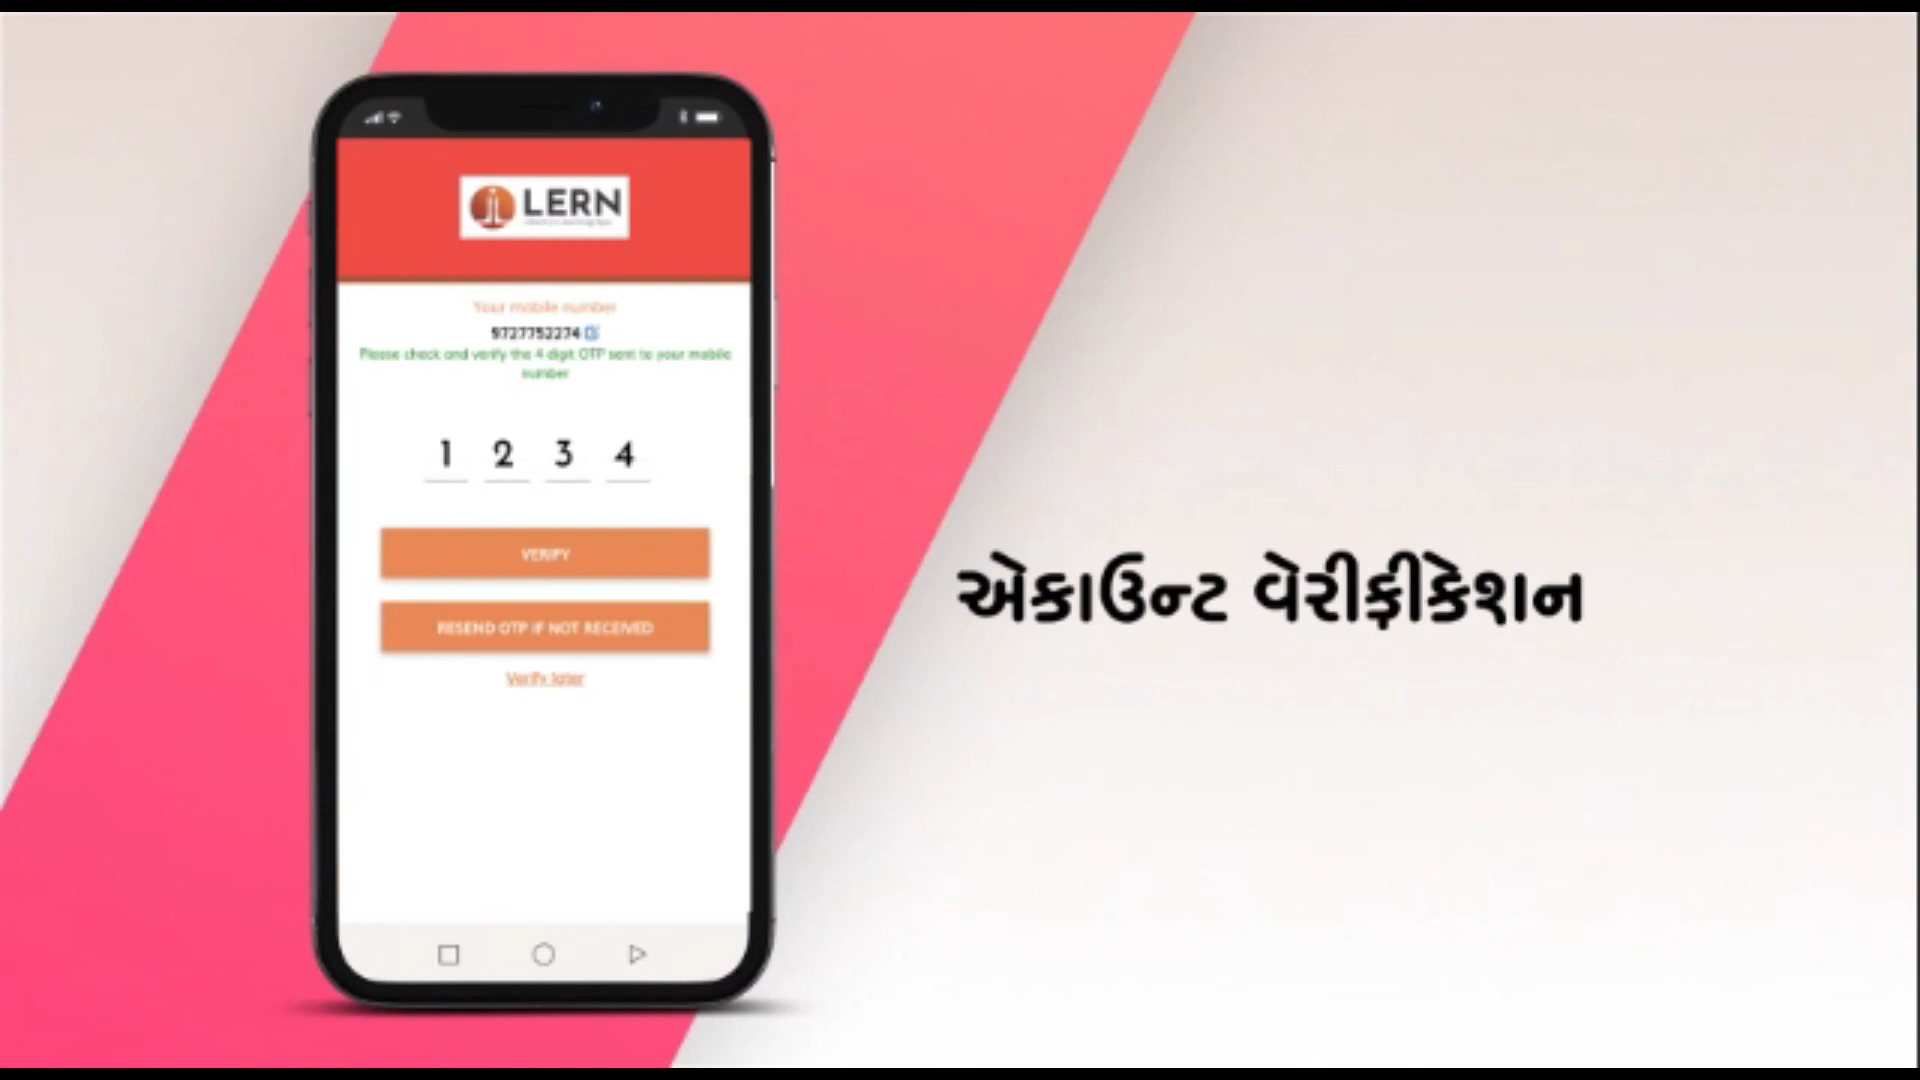 LERN
Your mobile number
9727752274
Please check and verify the 4 digit OTP sent to your mobile
number
1 2 3 4
VERIFY
RESEND OTP IF NOT RECEIVED
Verify later
એકાઉન્ટ વેરીફીકેશન